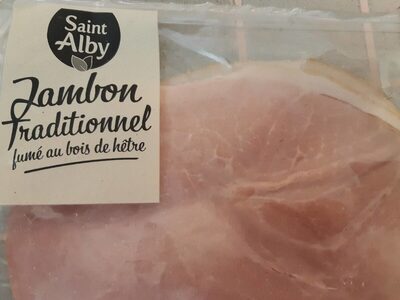 Saint
Alby
Jambon
Traditionnel
fumé au bois de hêtre